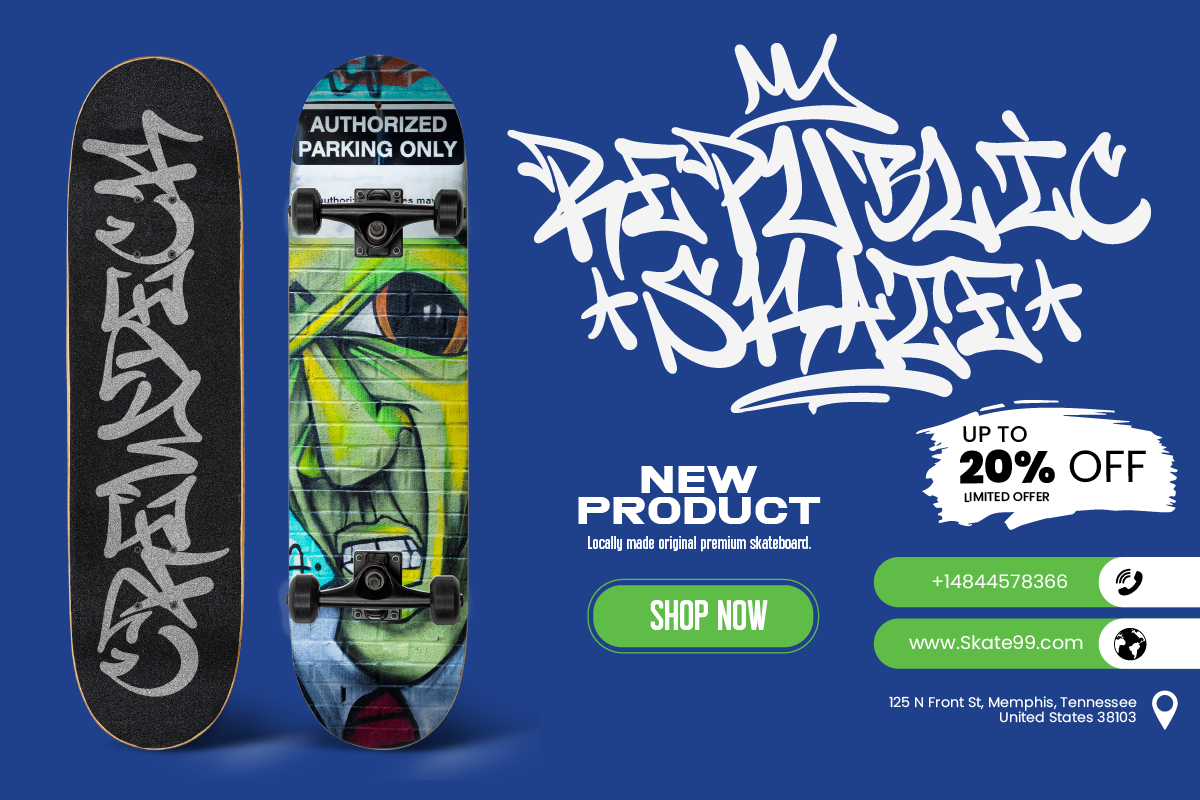 AUTHORIZED
PARKING ONLY
REPUBLIC
SKATE
UP TO
20% OFF
LIMITED OFFER
NEW
PRODUCT
Locally made original premium skateboard.
SHOP NOW
+14844578366
www.Skate99.com
125 N Front St, Memphis, Tennessee
United States 38103